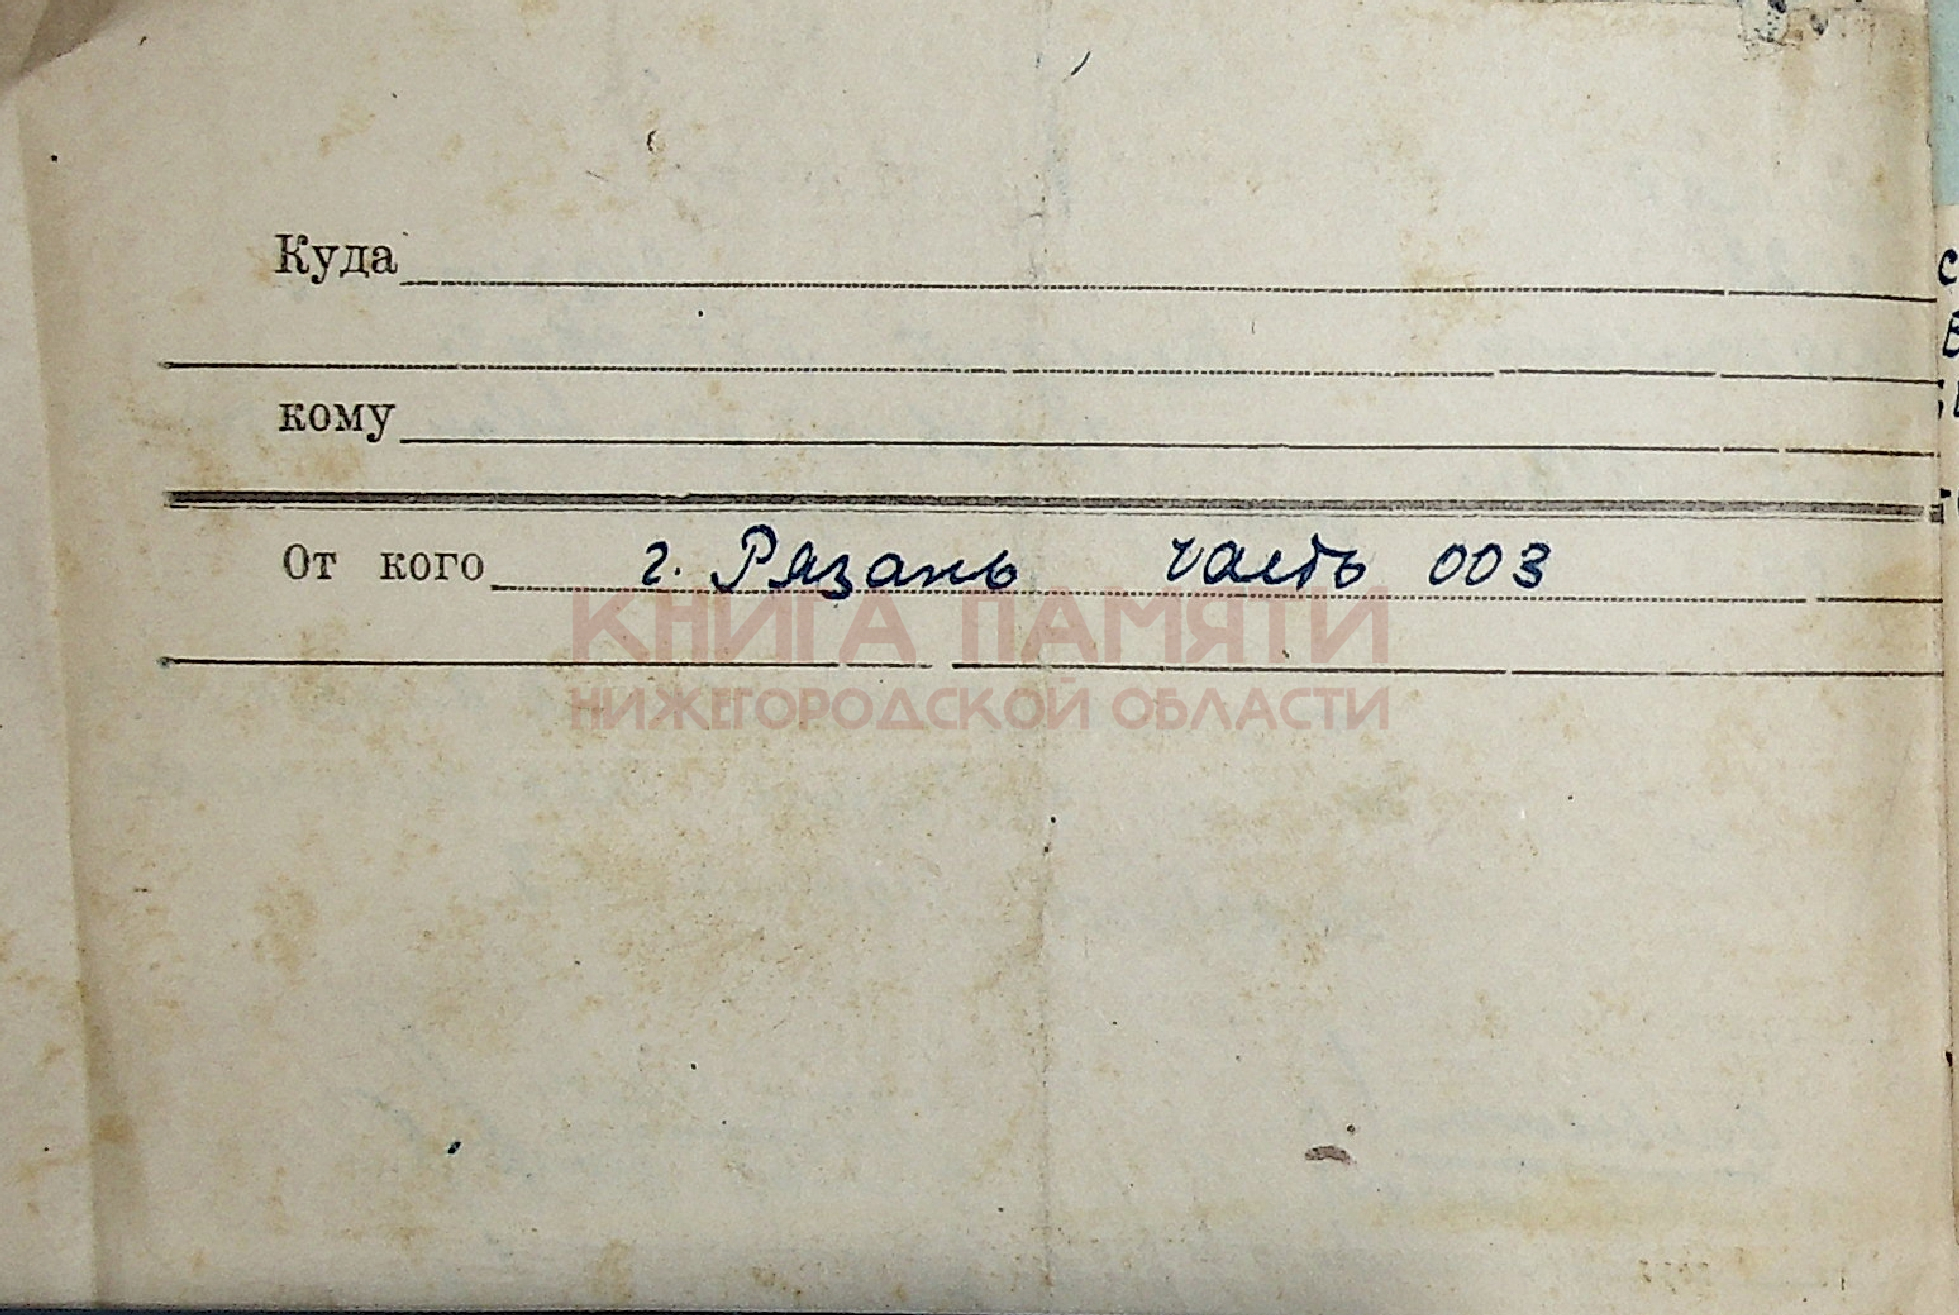 Куда
кому
От кого г. Рязань часть 003
КНИГА ПАМЯТИ
НИЖЕГОРОДСКОЙ ОБЛАСТИ